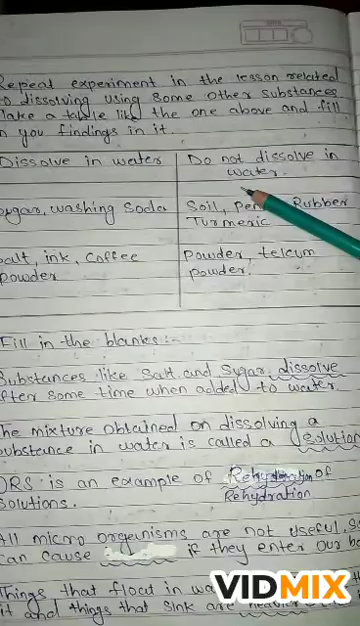 Repeat experiment in the lesson related
to dissolving using some other substances
Make a table like the one above and fill
in you findings in it.
Dissolve in water
Do not dissolve in
water.
Sugar, washing soda
Soil, Rubber
Turmeric
Salt, ink, Coffee
powder
Powder, telcum
powder.
Fill in the blanks:-
Substances like Salt and Sugar, dissolve
after some time when added to water.
The mixture obtained on dissolving a
substance in water is called a solution
ORS is an example of Rehydration of
Rehydration
solutions.
All micro orgeunisms are not useful.
can cause if they enter our
Things that float in
it and things that sink are
VIDMIX